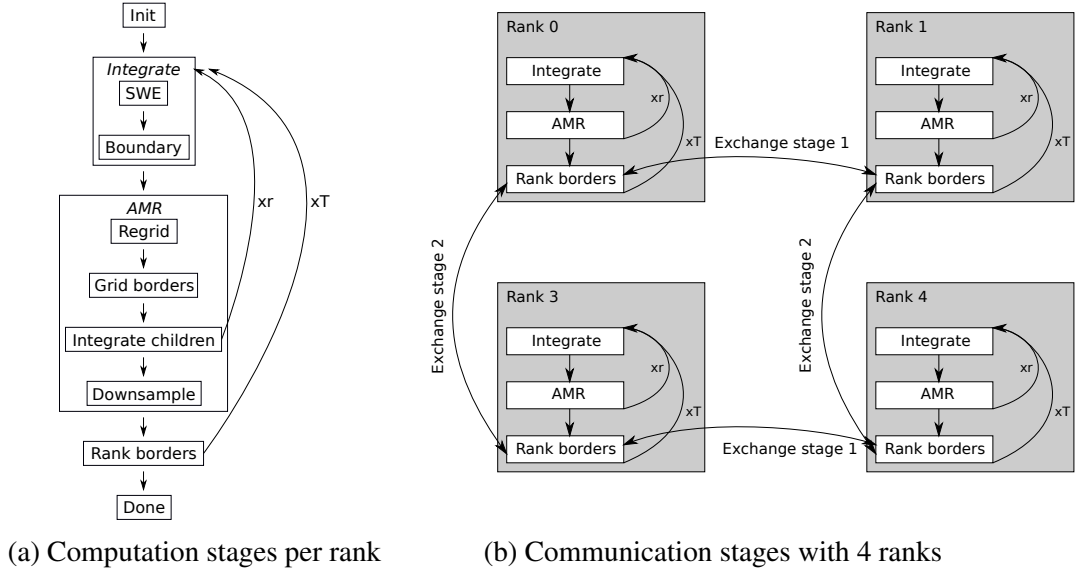 Init
Integrate
SWE
Boundary
AMR
Regrid
Grid borders
Integrate children
Downsample
Rank borders
Done
xr
xT
(a) Computation stages per rank
Rank 0
Integrate
AMR
Rank borders
xr
xT
Exchange stage 1
Rank 1
Integrate
AMR
Rank borders
xr
xT
Exchange stage 2
Exchange stage 2
Rank 3
Integrate
AMR
Rank borders
xr
xT
Exchange stage 1
Rank 4
Integrate
AMR
Rank borders
xr
xT
(b) Communication stages with 4 ranks